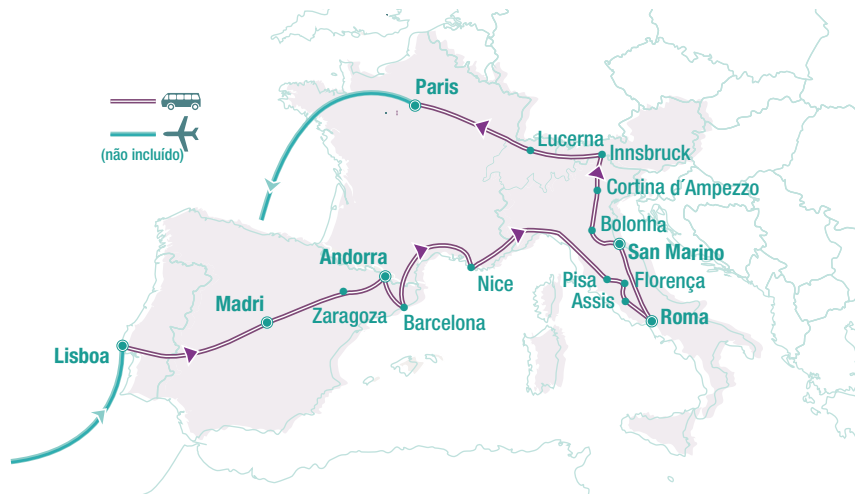 Paris
(não incluído)
Lucerna
Innsbruck
Cortina d´Ampezzo
Bolonha
San Marino
Andorra
Nice
Pisa
Florença
Assis
Madri
Zaragoza
Barcelona
Roma
Lisboa